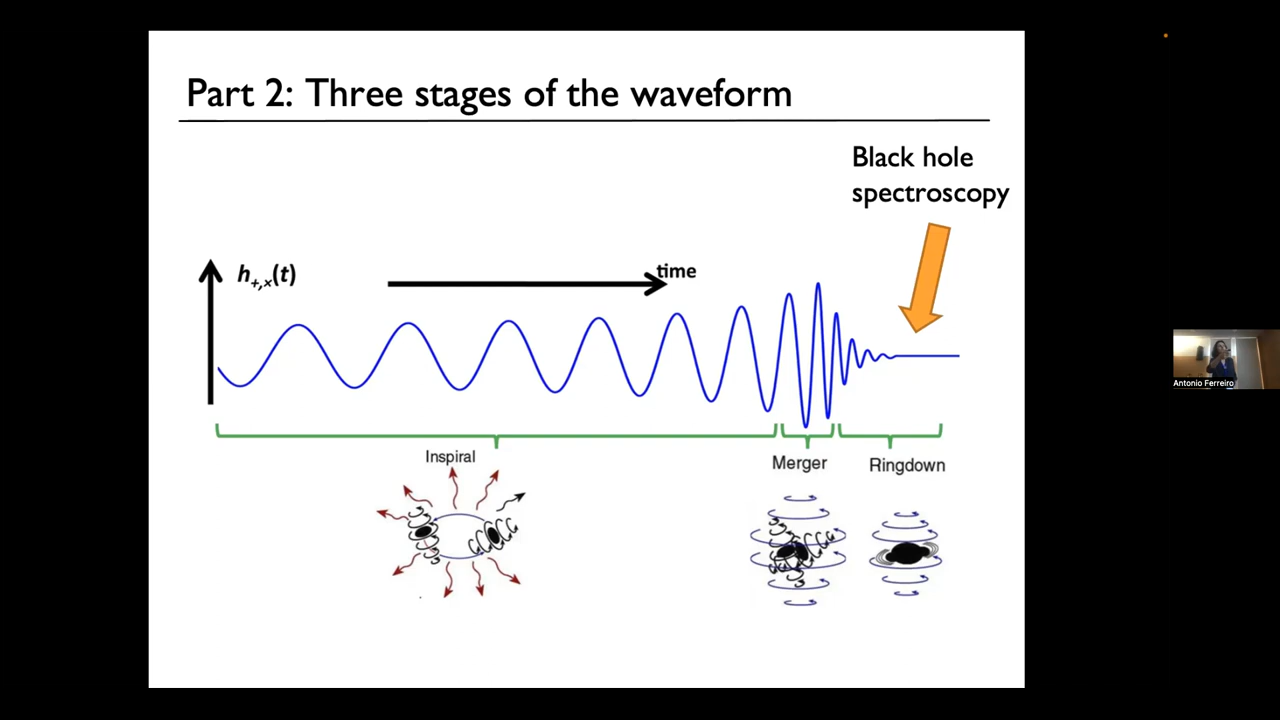 Part 2: Three stages of the waveform
Black hole
spectroscopy
h+,×(t)
time
Inspiral
Merger
Ringdown
Antonio Ferreiro